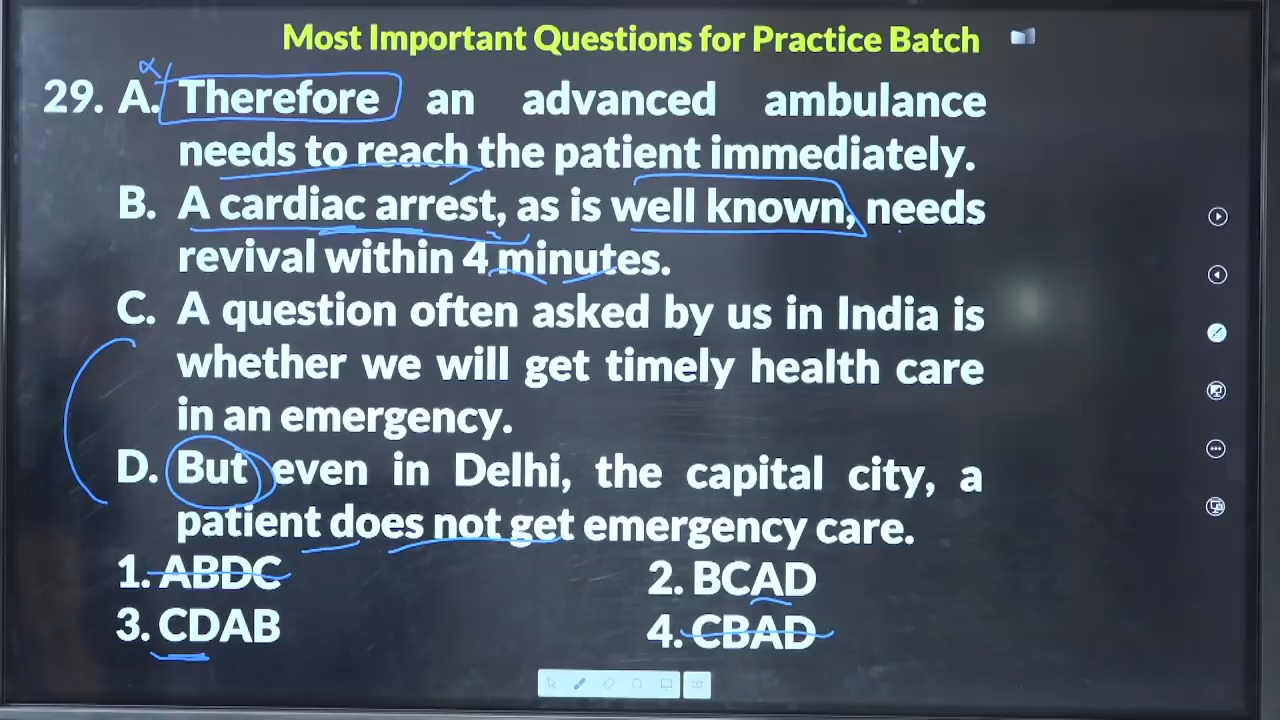 Most Important Questions for Practice Batch
29. A. Therefore an advanced ambulance
needs to reach the patient immediately.
B. A cardiac arrest, as is well known, needs
revival within 4 minutes.
C. A question often asked by us in India is
whether we will get timely health care
in an emergency.
D. But even in Delhi, the capital city, a
patient does not get emergency care.
1. ABDC 2. BCAD
3. CDAB 4. CBAD